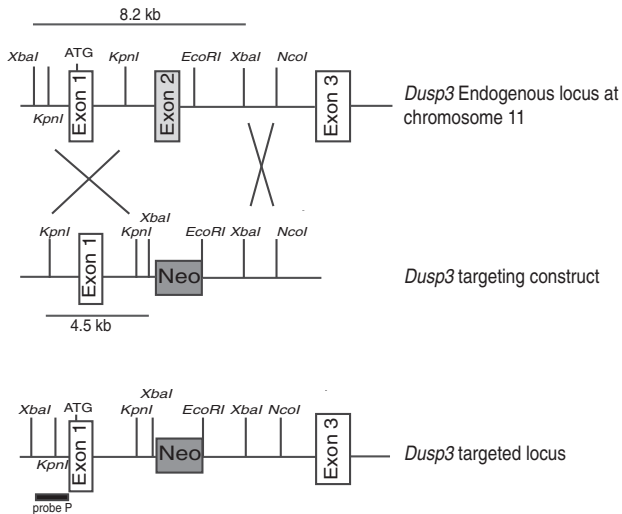 8.2 kb
XbaI
ATG
KpnI
EcoRI
XbaI
NcoI
KpnI
Exon 1
Exon 2
Exon 3
Dusp3 Endogenous locus at
chromosome 11
KpnI
Exon 1
KpnI
XbaI
Neo
EcoRI
XbaI
NcoI
Dusp3 targeting construct
4.5 kb
XbaI
ATG
KpnI
Exon 1
KpnI
XbaI
Neo
EcoRI
XbaI
NcoI
Exon 3
Dusp3 targeted locus
probe P